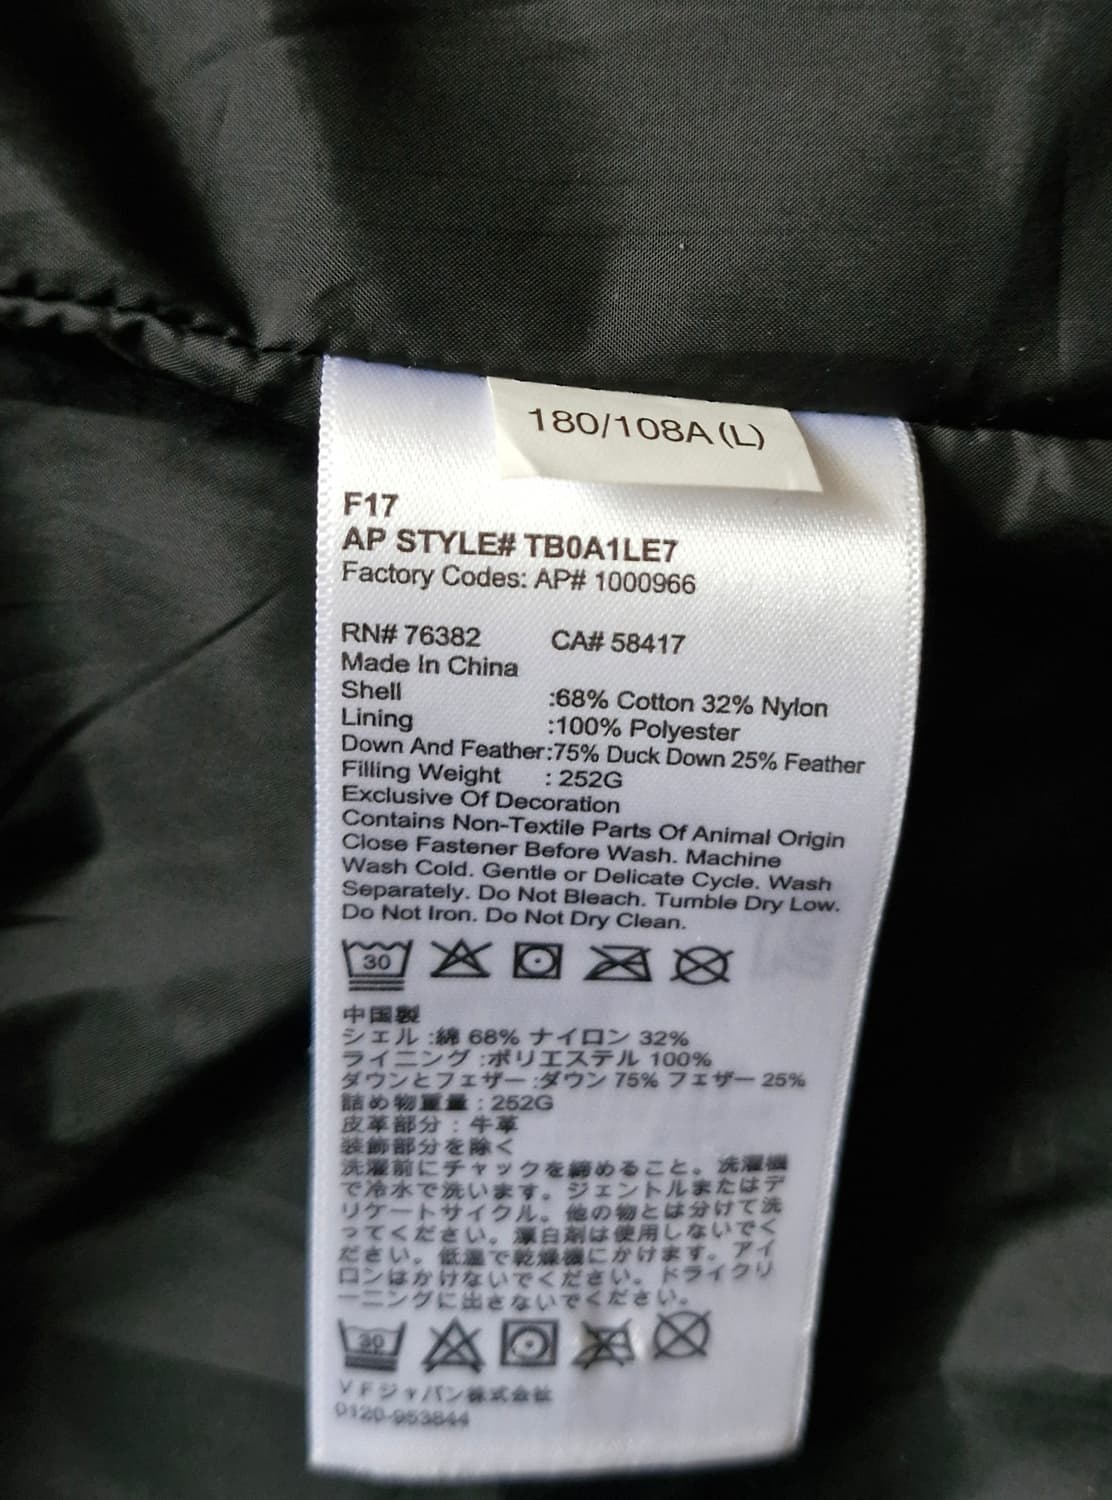 180/108A(L)
F17
AP STYLE# TB0A1LE7
Factory Codes: AP# 1000966
RN# 76382 CA# 58417
Made In China
Shell :68% Cotton 32% Nylon
Lining :100% Polyester
Down And Feather:75% Duck Down 25% Feather
Filling Weight : 252G
Exclusive Of Decoration
Contains Non-Textile Parts Of Animal Origin
Close Fastener Before Wash. Machine
Wash Cold. Gentle or Delicate Cycle. Wash
Separately. Do Not Bleach. Tumble Dry Low.
Do Not Iron. Do Not Dry Clean.
30
中国製
シェル :綿 68% ナイロン 32%
ライニング :ポリエステル 100%
ダウンとフェザー :ダウン 75% フェザー 25%
詰め物重量 : 252G
皮革部分 : 牛革
装飾部分を除く
洗濯前にチャックを締めること。洗濯機
で冷水で洗います。ジェントルまたはデ
リケートサイクル。他の物とは分けて洗
ってください。漂白剤は使用しないでく
ださい。低温で乾燥機にかけます。アイ
ロンはかけないでください。ドライクリ
ーニングに出さないでください。
30
VFジャパン株式会社
0120-953844